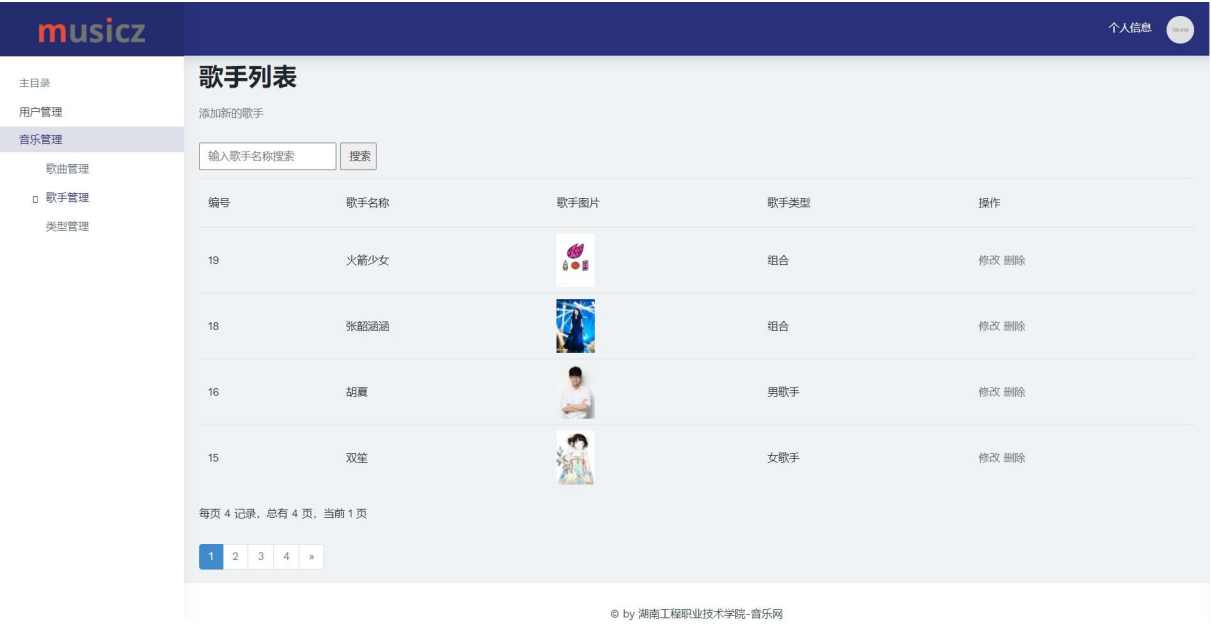 musicz
个人信息
主目录
用户管理
音乐管理
歌曲管理
歌手管理
类型管理
歌手列表
添加新的歌手
输入歌手名称搜索 搜索
编号 歌手名称 歌手图片 歌手类型 操作
19 火箭少女 组合 修改 删除
18 张韶涵涵 组合 修改 删除
16 胡夏 男歌手 修改 删除
15 双笙 女歌手 修改 删除
每页 4 记录，总有 4 页，当前 1 页
1 2 3 4 »
© by 湖南工程职业技术学院-音乐网